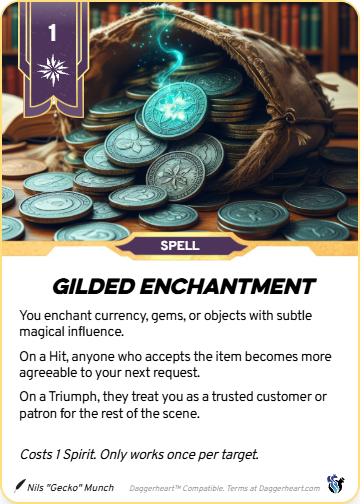 1
SPELL
GILDED ENCHANTMENT
You enchant currency, gems, or objects with subtle
magical influence.
On a Hit, anyone who accepts the item becomes more
agreeable to your next request.
On a Triumph, they treat you as a trusted customer or
patron for the rest of the scene.
Costs 1 Spirit. Only works once per target.
Nils "Gecko" Munch Daggerheart™ Compatible. Terms at Daggerheart.com